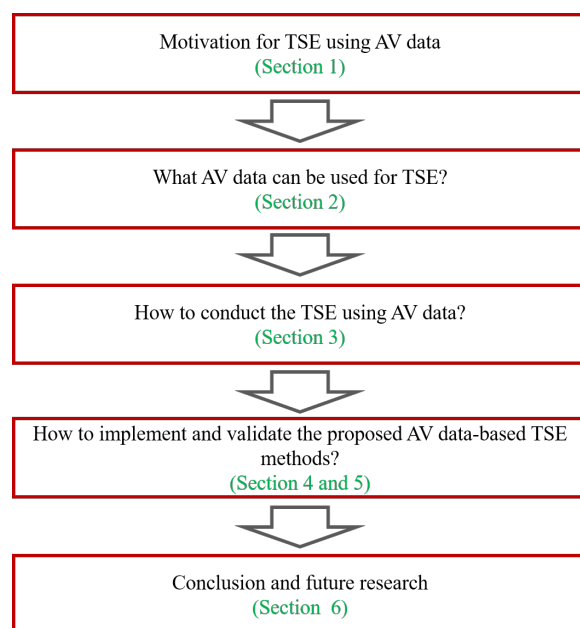 Motivation for TSE using AV data
(Section 1)
What AV data can be used for TSE?
(Section 2)
How to conduct the TSE using AV data?
(Section 3)
How to implement and validate the proposed AV data-based TSE
methods?
(Section 4 and 5)
Conclusion and future research
(Section 6)